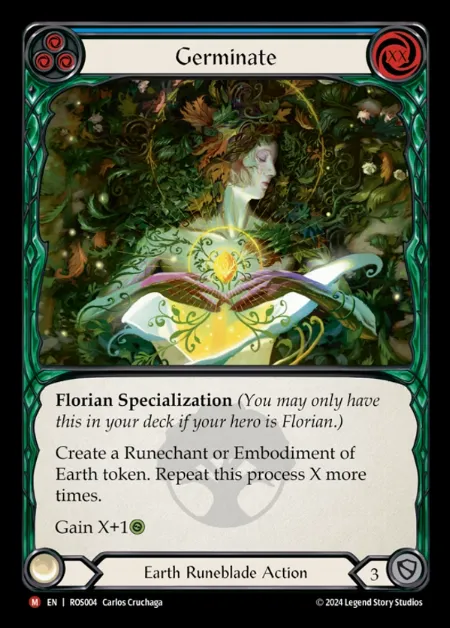 Germinate
XX
Florian Specialization (You may only have
this in your deck if your hero is Florian.)
Create a Runechant or Embodiment of
Earth token. Repeat this process X more
times.
Gain X+1
Earth Runeblade Action
3
M EN | ROS004 Carlos Cruchaga
© 2024 Legend Story Studios